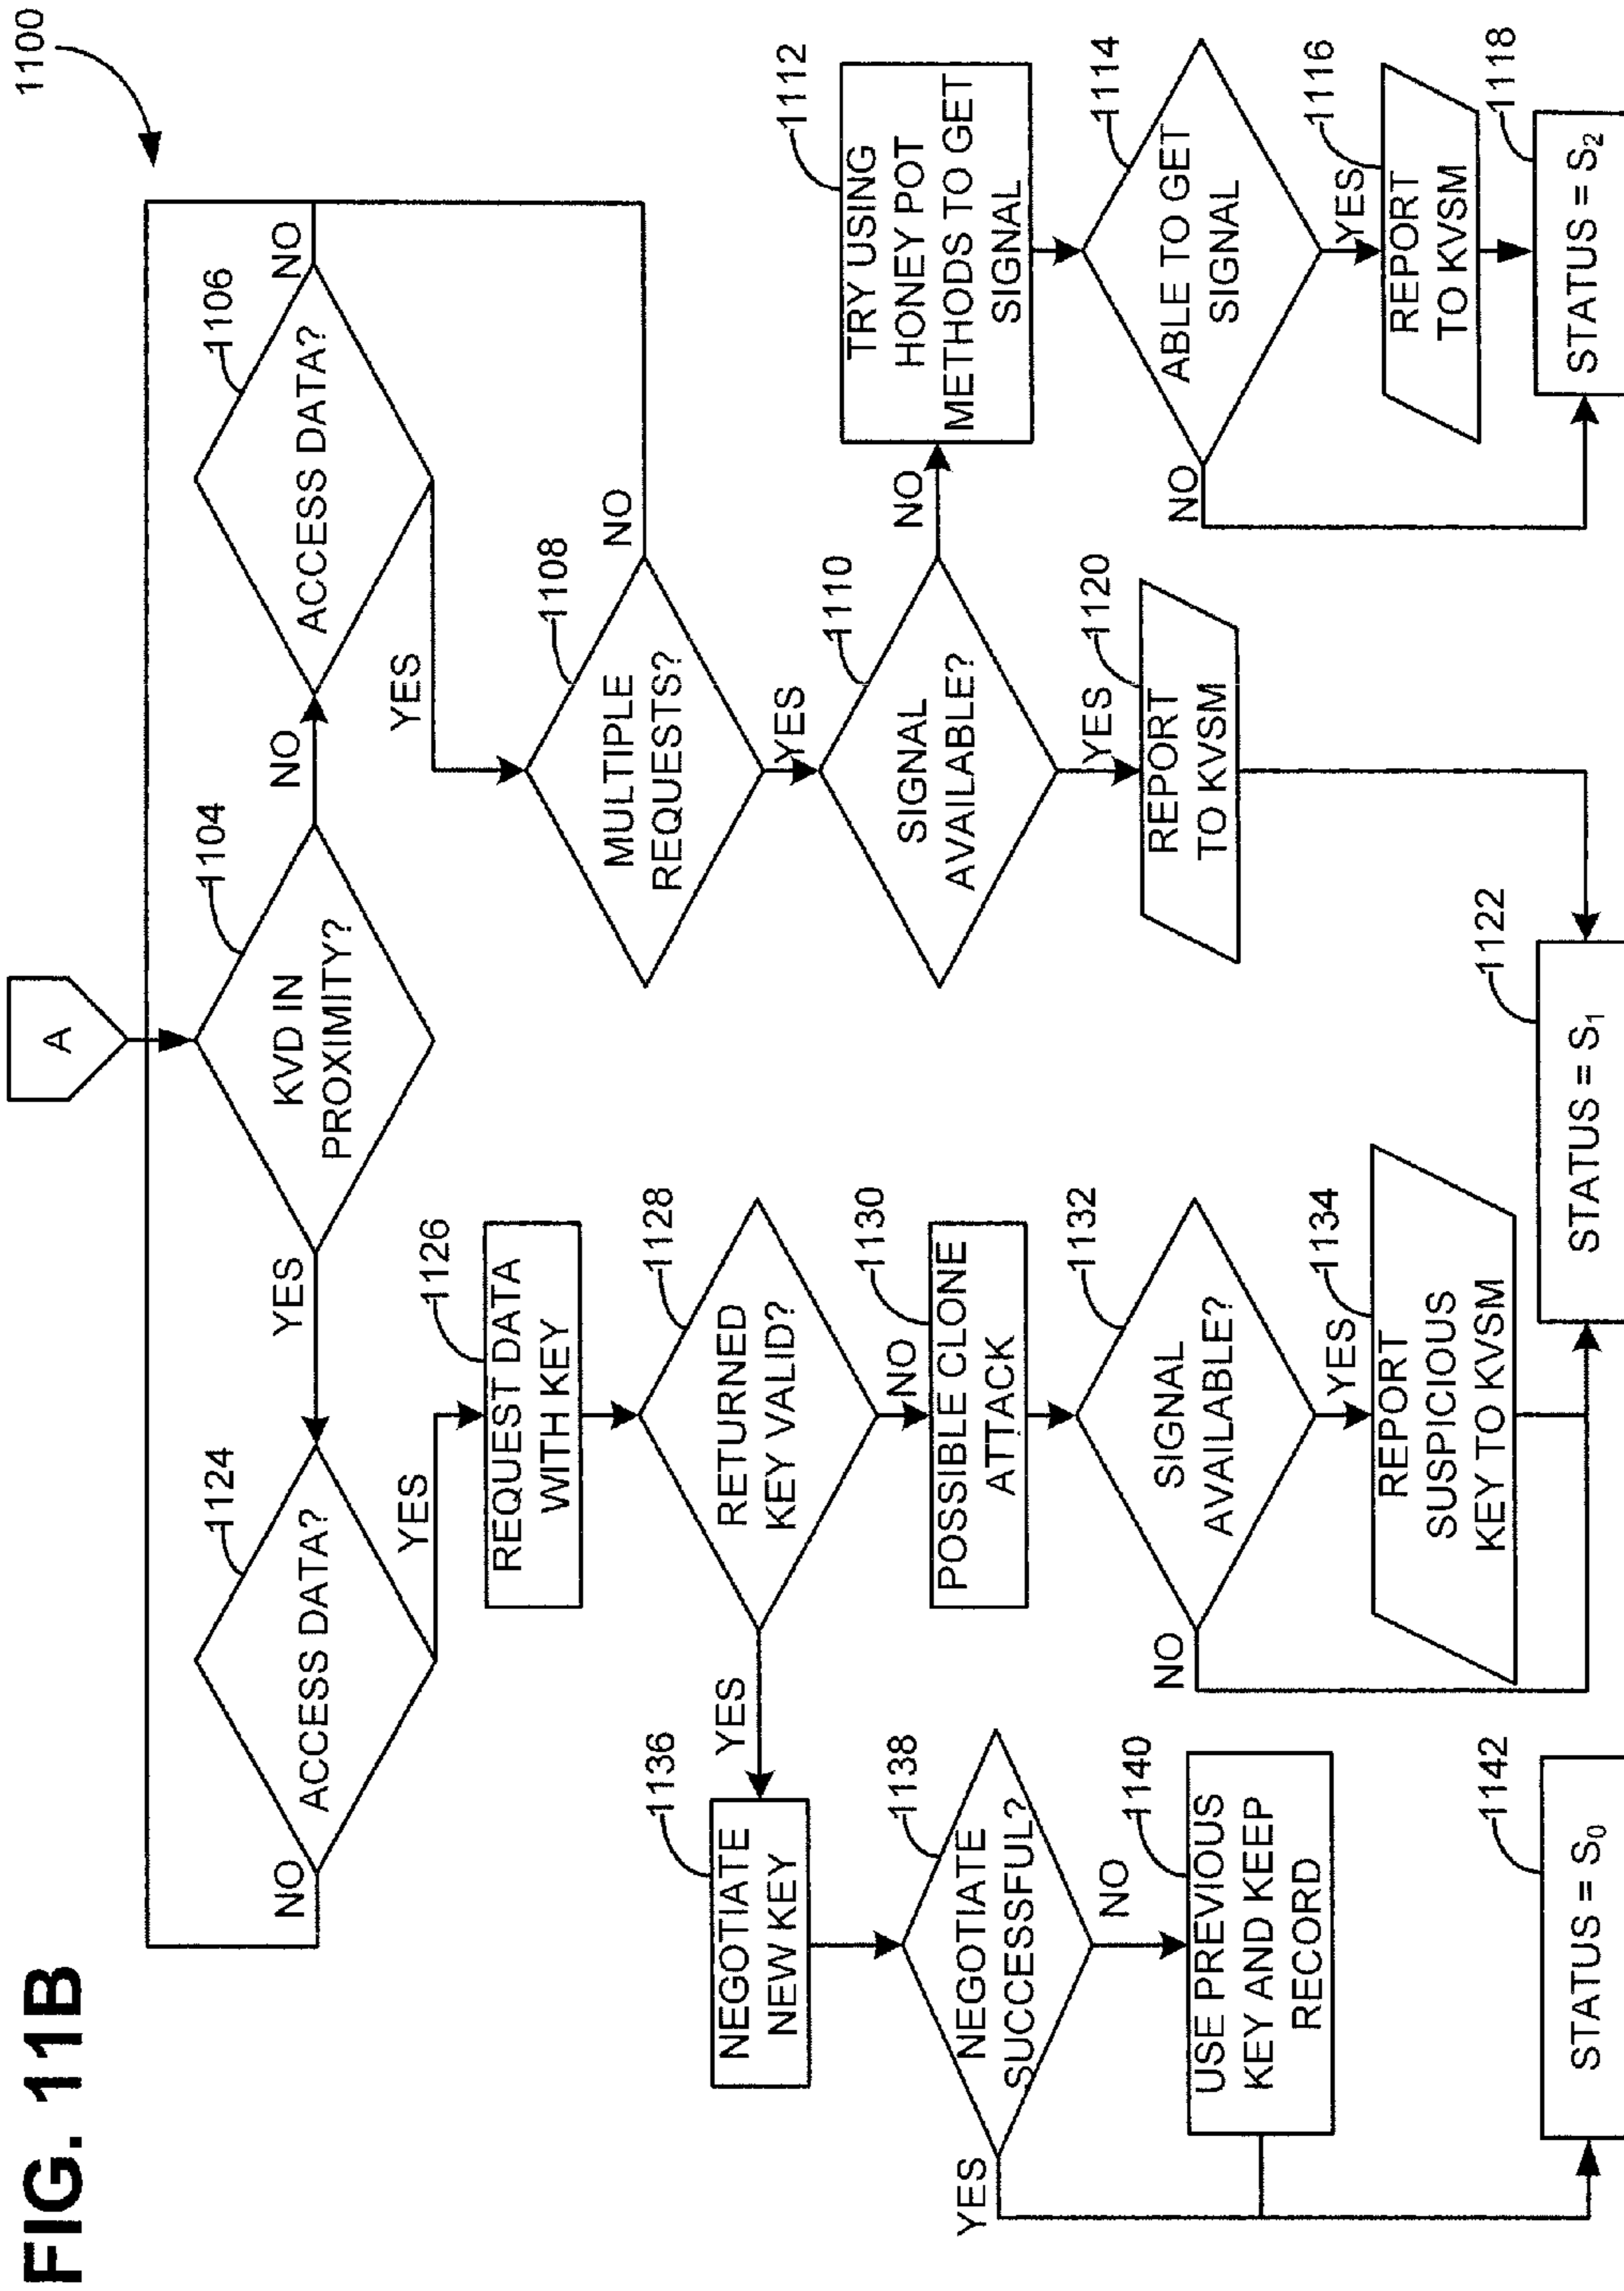 FIG. 11B
1100
A
1104
KVD IN
PROXIMITY?
NO
YES
1106
ACCESS DATA?
NO
YES
1108
MULTIPLE
REQUESTS?
NO
YES
1110
SIGNAL
AVAILABLE?
NO
YES
1112
TRY USING
HONEY POT
METHODS TO GET
SIGNAL
1114
ABLE TO GET
SIGNAL
NO
YES
1116
REPORT
TO KVSM
1118
STATUS = S₂
1120
REPORT
TO KVSM
1122
STATUS = S₁
1124
ACCESS DATA?
NO
YES
1126
REQUEST DATA
WITH KEY
1128
RETURNED
KEY VALID?
YES
NO
1130
POSSIBLE CLONE
ATTACK
1132
SIGNAL
AVAILABLE?
NO
YES
1134
REPORT
SUSPICIOUS
KEY TO KVSM
1136
NEGOTIATE
NEW KEY
1138
NEGOTIATE
SUCCESSFUL?
YES
NO
1140
USE PREVIOUS
KEY AND KEEP
RECORD
1142
STATUS = S₀